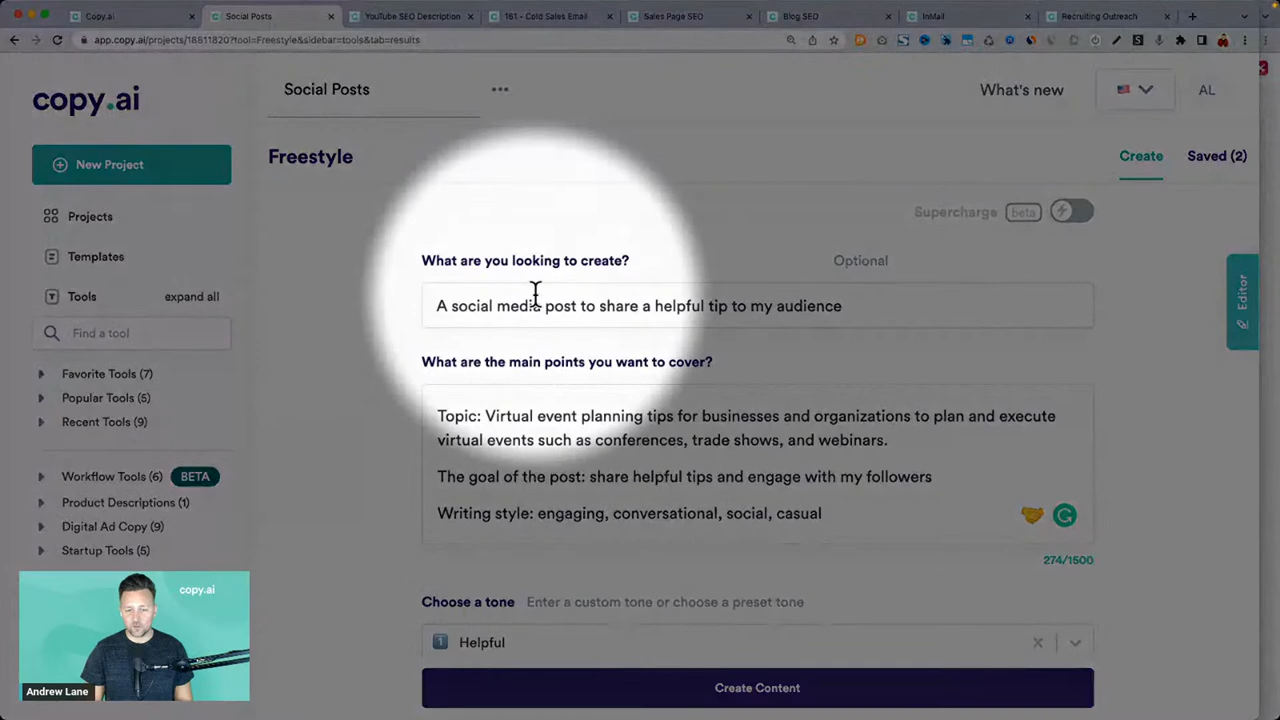 Copy.ai
Social Posts
YouTube SEO Description
161 - Cold Sales Email
Sales Page SEO
Blog SEO
InMail
Recruiting Outreach
app.copy.ai/projects/18811820?tool=Freestyle&sidebar=tools&tab=results
copy.ai
Social Posts
What's new
AL
New Project
Freestyle
Create
Saved (2)
Projects
Supercharge
beta
Templates
What are you looking to create?
Optional
Tools
expand all
A social media post to share a helpful tip to my audience
Editor
Find a tool
What are the main points you want to cover?
Favorite Tools (7)
Popular Tools (5)
Recent Tools (9)
Topic: Virtual event planning tips for businesses and organizations to plan and execute
virtual events such as conferences, trade shows, and webinars.
The goal of the post: share helpful tips and engage with my followers
Writing style: engaging, conversational, social, casual
Workflow Tools (6)
BETA
Product Descriptions (1)
Digital Ad Copy (9)
Startup Tools (5)
274/1500
Choose a tone
Enter a custom tone or choose a preset tone
1
Helpful
Create Content
copy.ai
Andrew Lane